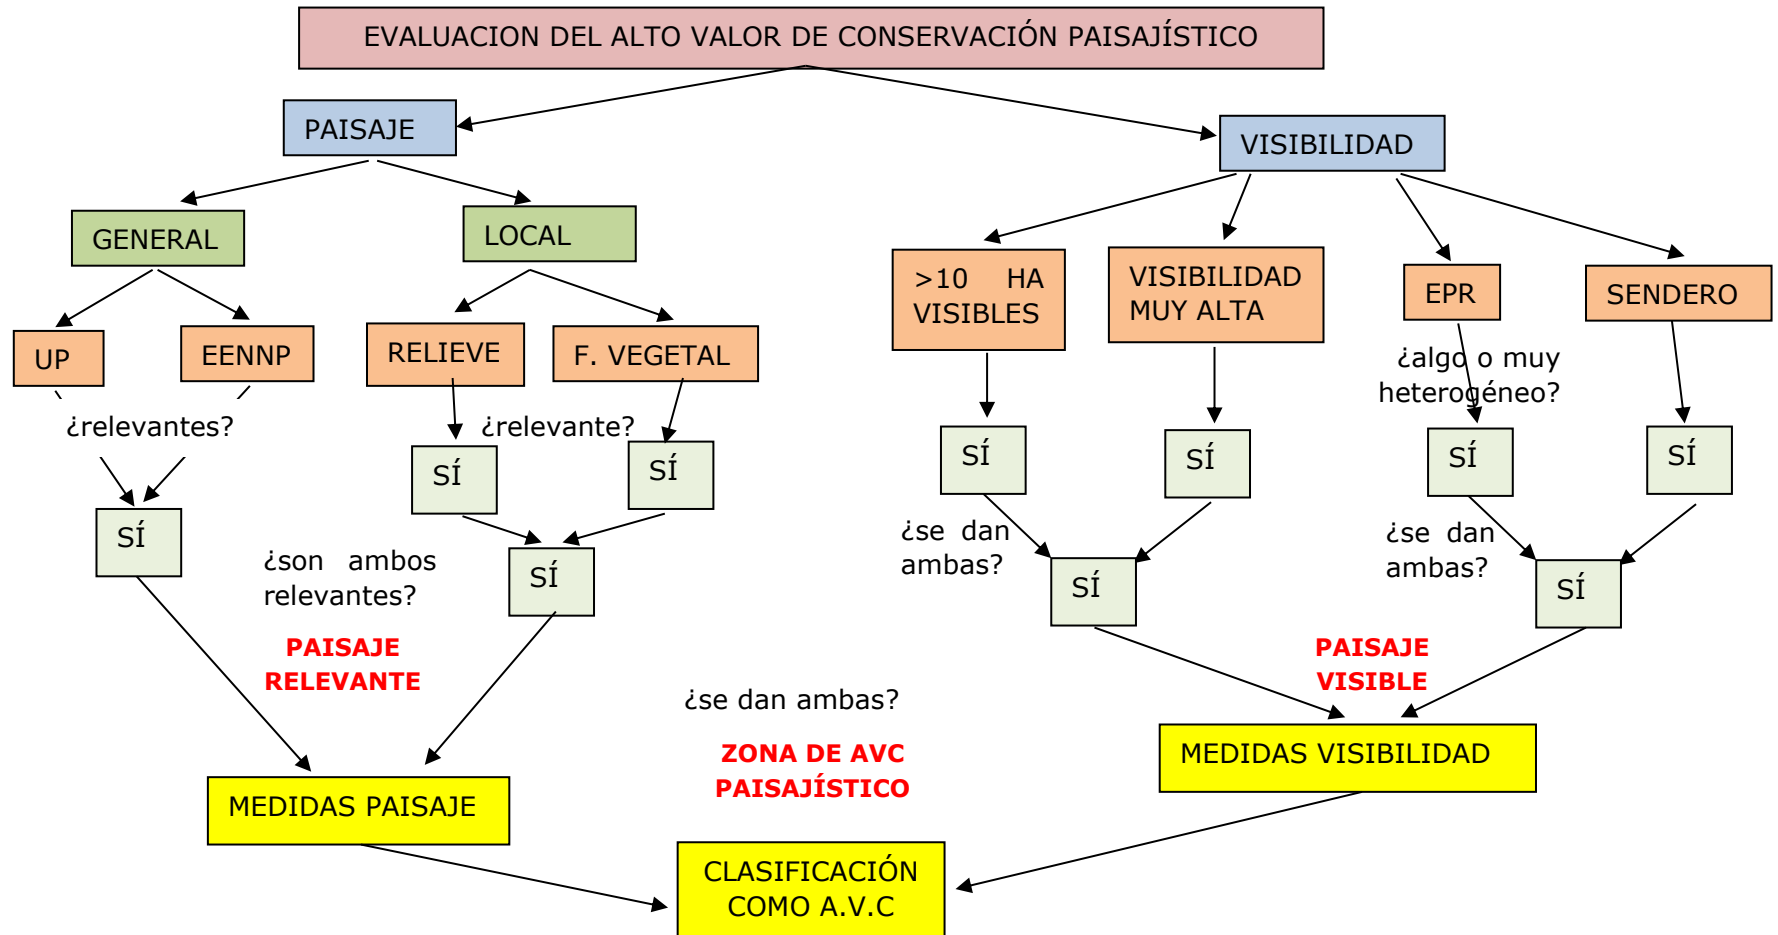 EVALUACION DEL ALTO VALOR DE CONSERVACIÓN PAISAJÍSTICO
PAISAJE
VISIBILIDAD
GENERAL
LOCAL
>10 HA
VISIBLES
VISIBILIDAD
MUY ALTA
EPR
SENDERO
UP
EENNP
RELIEVE
F. VEGETAL
¿algo o muy
heterogéneo?
¿relevantes?
¿relevante?
SÍ
SÍ
SÍ
SÍ
SÍ
SÍ
SÍ
¿se dan
ambas?
¿se dan
ambas?
¿son ambos
relevantes?
SÍ
SÍ
SÍ
PAISAJE
RELEVANTE
PAISAJE
VISIBLE
¿se dan ambas?
ZONA DE AVC
PAISAJÍSTICO
MEDIDAS VISIBILIDAD
MEDIDAS PAISAJE
CLASIFICACIÓN
COMO A.V.C